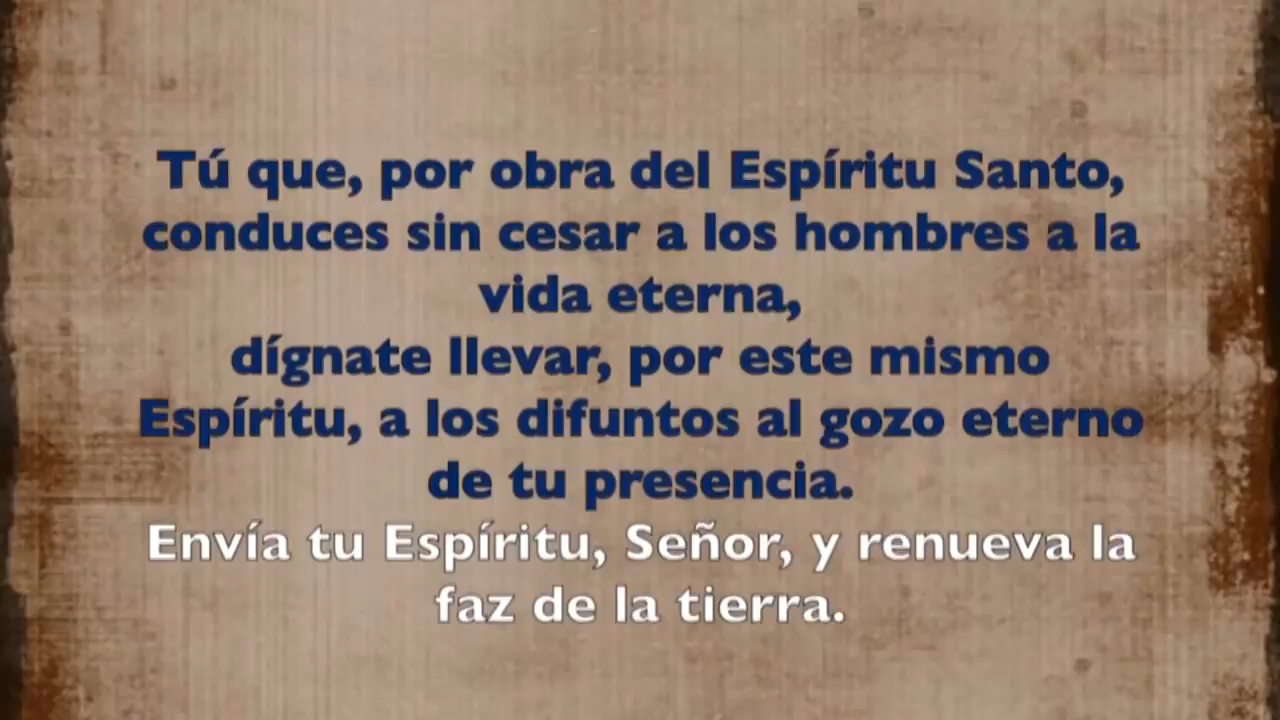 Tú que, por obra del Espíritu Santo,
conduces sin cesar a los hombres a la
vida eterna,
dígnate llevar, por este mismo
Espíritu, a los difuntos al gozo eterno
de tu presencia.
Envía tu Espíritu, Señor, y renueva la
faz de la tierra.